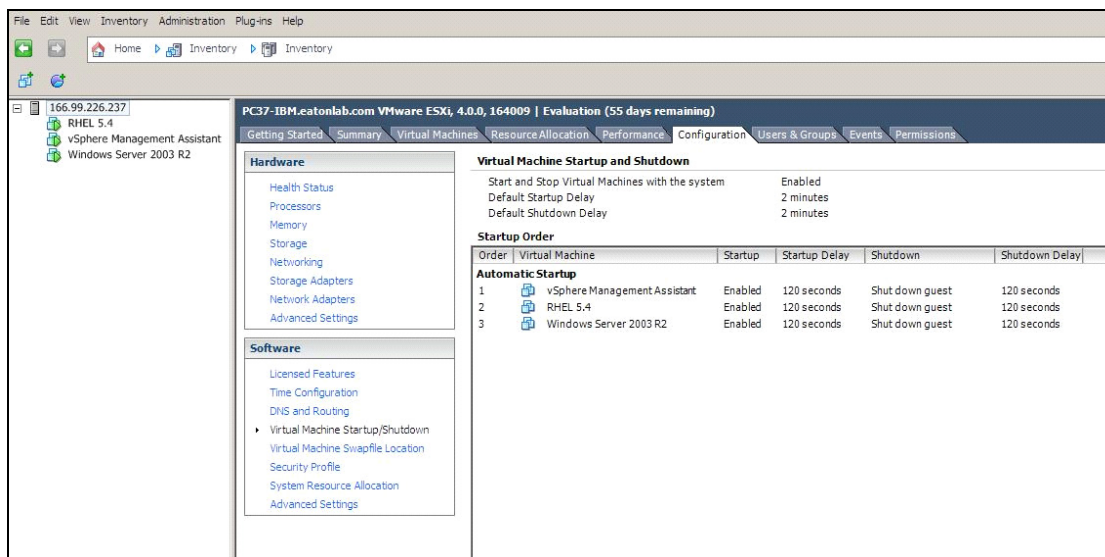 File Edit View Inventory Administration Plug-ins Help
Home Inventory Inventory
166.99.226.237
RHEL 5.4
vSphere Management Assistant
Windows Server 2003 R2
PC37-IBM.eatonlab.com VMware ESXi, 4.0.0, 164009 | Evaluation (55 days remaining)
Getting Started Summary Virtual Machines Resource Allocation Performance Configuration Users & Groups Events Permissions
Hardware
Health Status
Processors
Memory
Storage
Networking
Storage Adapters
Network Adapters
Advanced Settings
Software
Licensed Features
Time Configuration
DNS and Routing
Virtual Machine Startup/Shutdown
Virtual Machine Swapfile Location
Security Profile
System Resource Allocation
Advanced Settings
Virtual Machine Startup and Shutdown
Start and Stop Virtual Machines with the system Enabled
Default Startup Delay 2 minutes
Default Shutdown Delay 2 minutes
Startup Order
Order Virtual Machine Startup Startup Delay Shutdown Shutdown Delay
Automatic Startup
1 vSphere Management Assistant Enabled 120 seconds Shut down guest 120 seconds
2 RHEL 5.4 Enabled 120 seconds Shut down guest 120 seconds
3 Windows Server 2003 R2 Enabled 120 seconds Shut down guest 120 seconds